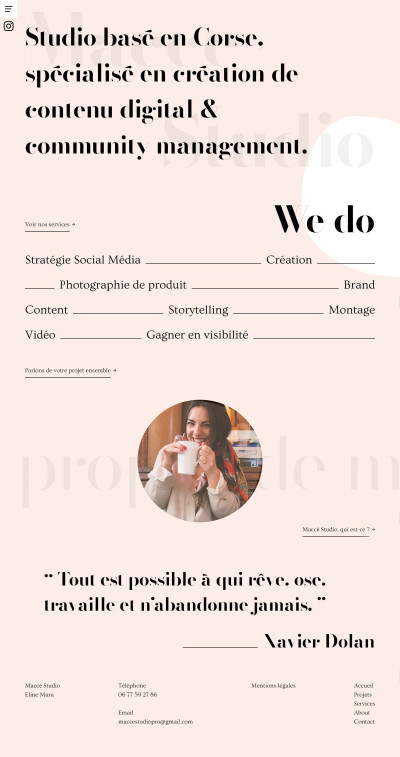 Maccè
Studio basé en Corse.
spécialisé en création de
contenu digital &
community management.
Studio
Voir nos services →
We do
Stratégie Social Média Création
Photographie de produit Brand
Content Storytelling Montage
Vidéo Gagner en visibilité
Parlons de votre projet ensemble →
de
Maccè Studio, qui est-ce ? →
" Tout est possible à qui rêve. ose.
travaille et n'abandonne jamais. "
Xavier Dolan
Maccè Studio Téléphone Mentions légales Accueil
Eline Mara 06 77 59 27 86 Projets
Services
Email About
maccestudiopro@gmail.com Contact